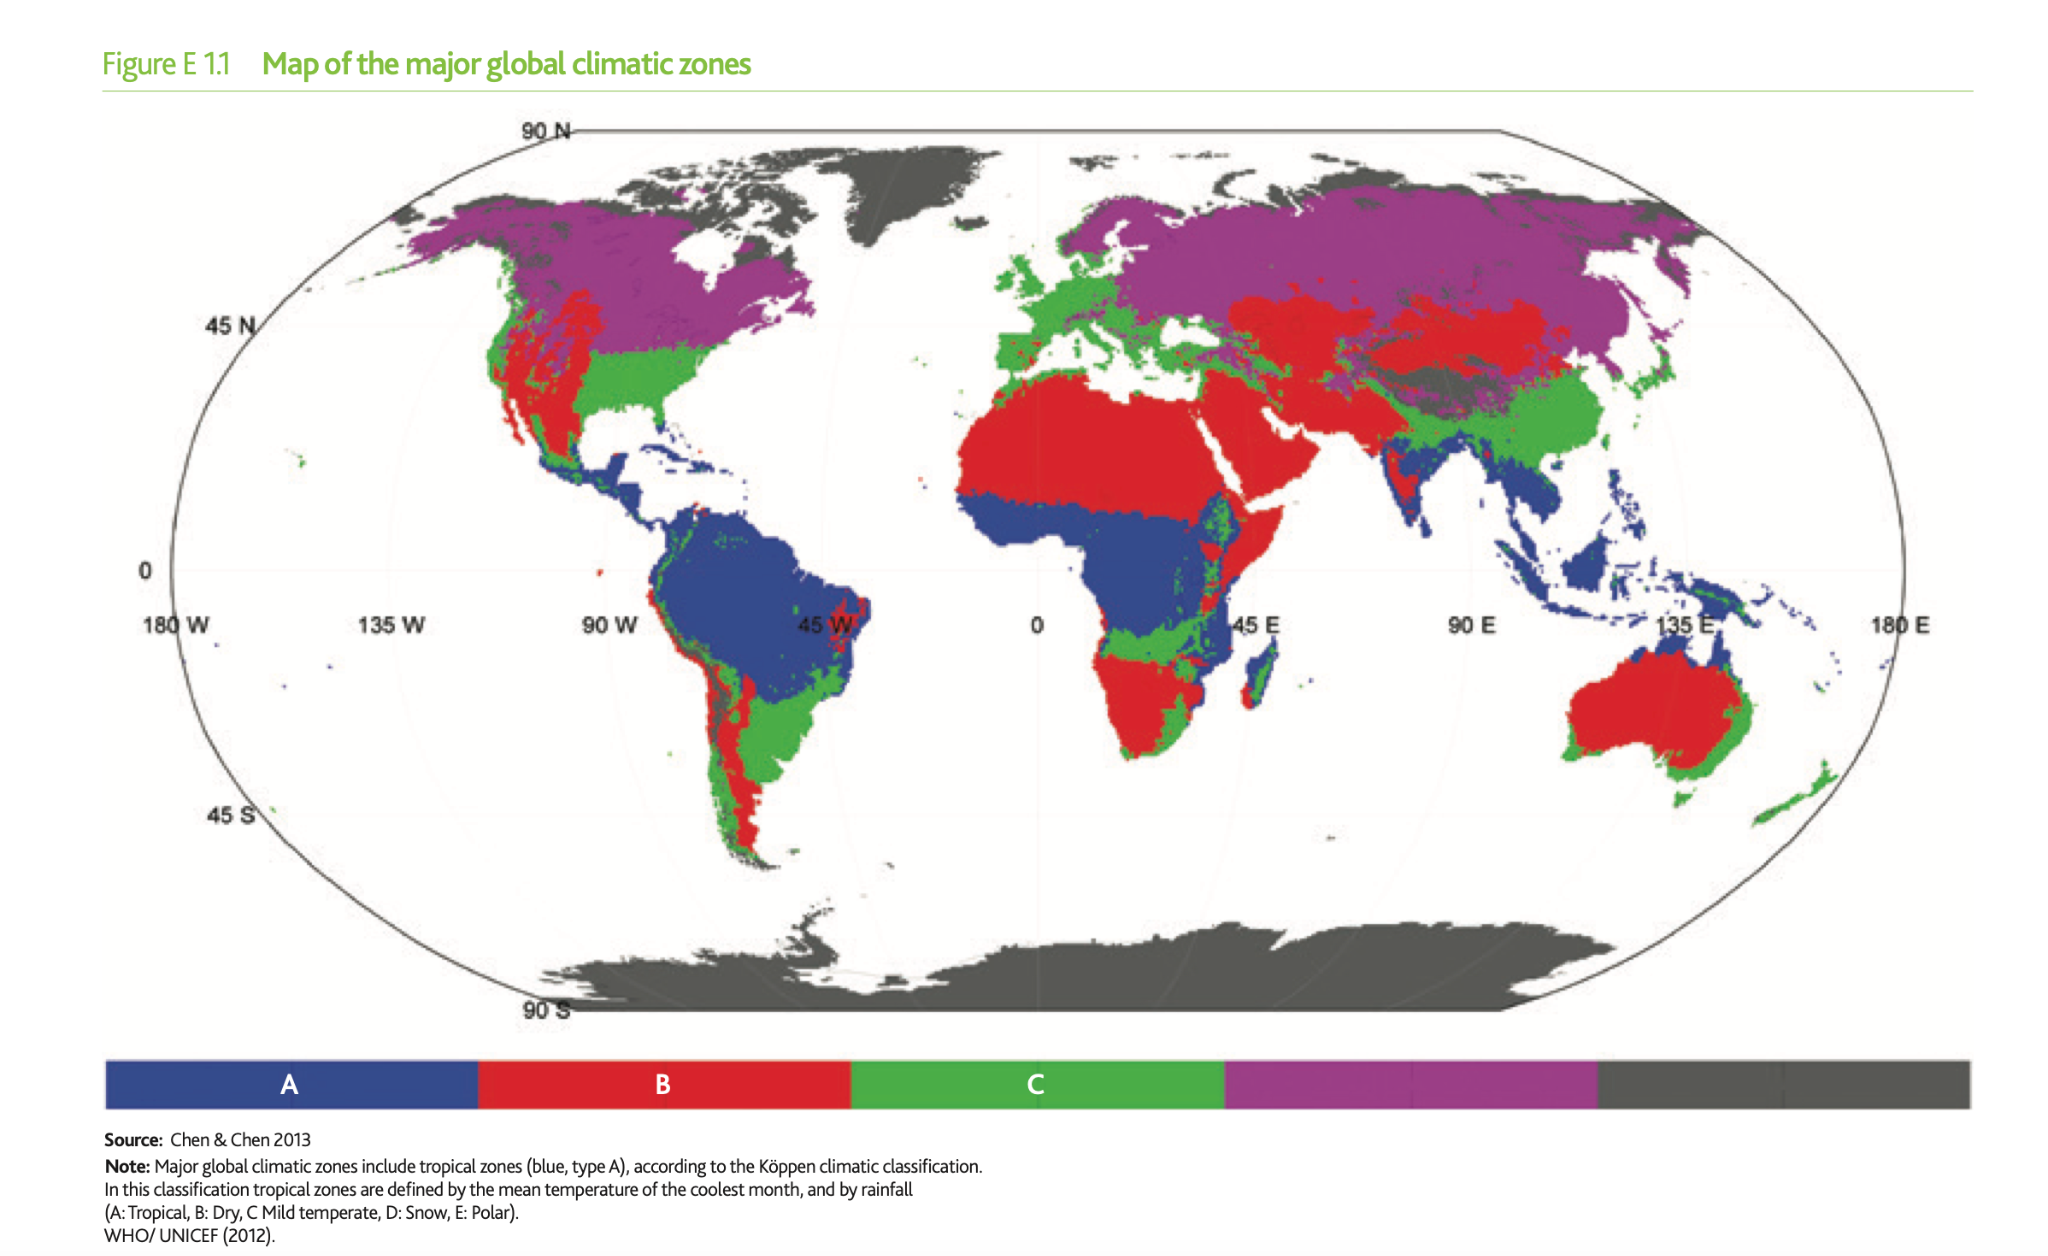 Figure E 1.1 Map of the major global climatic zones
90 N
45 N
0
180 W 135 W 90 W 45 W 0 45 E 90 E 135 E 180 E
45 S
90 S
A B C
Source: Chen & Chen 2013
Note: Major global climatic zones include tropical zones (blue, type A), according to the Köppen climatic classification.
In this classification tropical zones are defined by the mean temperature of the coolest month, and by rainfall
(A: Tropical, B: Dry, C Mild temperate, D: Snow, E: Polar).
WHO/ UNICEF (2012).